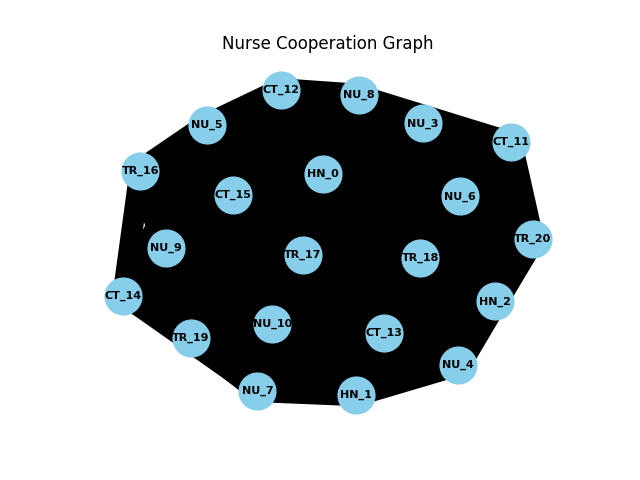 Nurse Cooperation Graph
CT_12
NU_8
NU_5
NU_3
CT_11
TR_16
HN_0
CT_15
NU_6
NU_9
TR_17
TR_18
TR_20
CT_14
HN_2
TR_19
NU_10
CT_13
NU_4
NU_7
HN_1